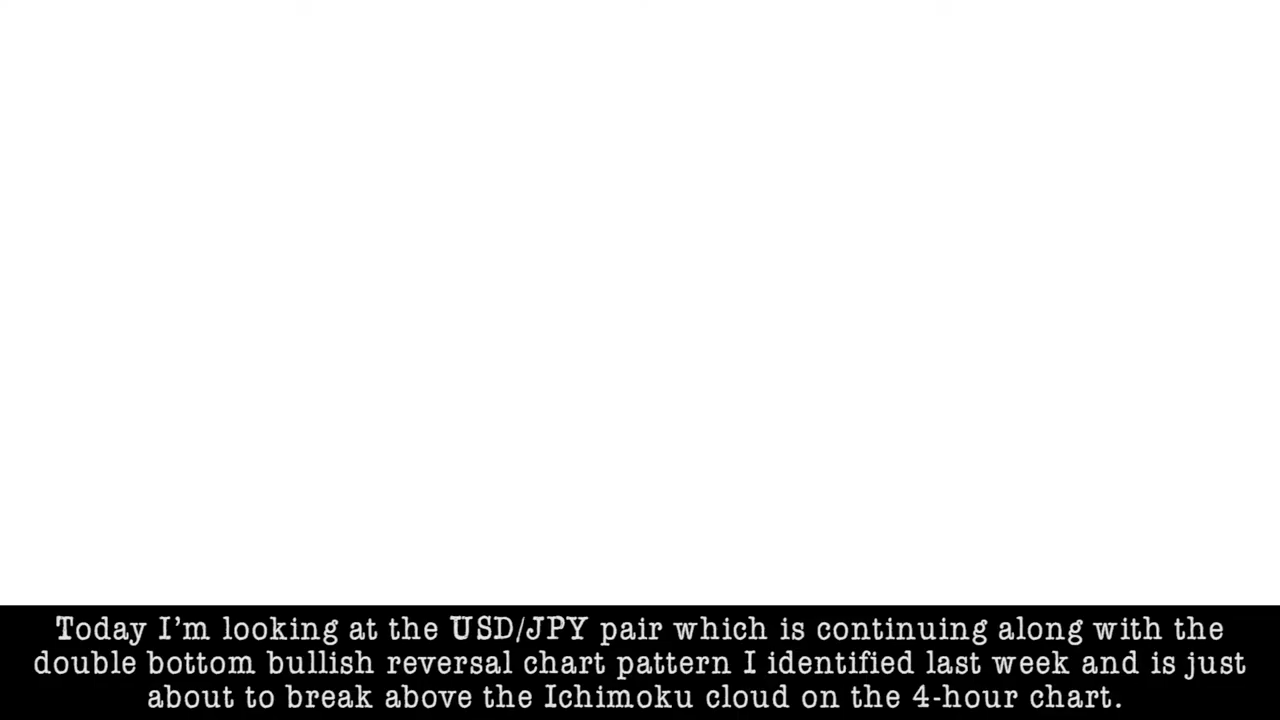 Today I'm looking at the USD/JPY pair which is continuing along with the
double bottom bullish reversal chart pattern I identified last week and is just
about to break above the Ichimoku cloud on the 4-hour chart.